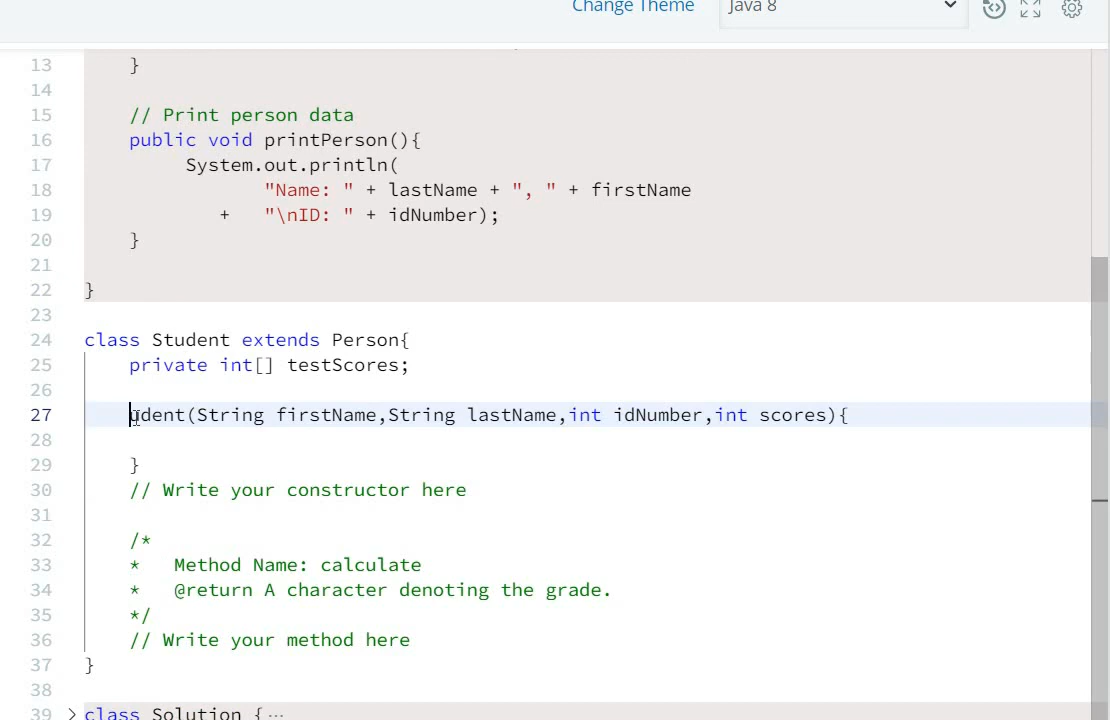 Change Theme Java 8
13 }
14
15 // Print person data
16 public void printPerson(){
17 System.out.println(
18 "Name: " + lastName + ", " + firstName
19 + "\nID: " + idNumber);
20 }
21
22 }
23
24 class Student extends Person{
25 private int[] testScores;
26
27 udent(String firstName,String lastName,int idNumber,int scores){
28
29 }
30 // Write your constructor here
31
32 /*
33 * Method Name: calculate
34 * @return A character denoting the grade.
35 */
36 // Write your method here
37 }
38
39 > class Solution { ···